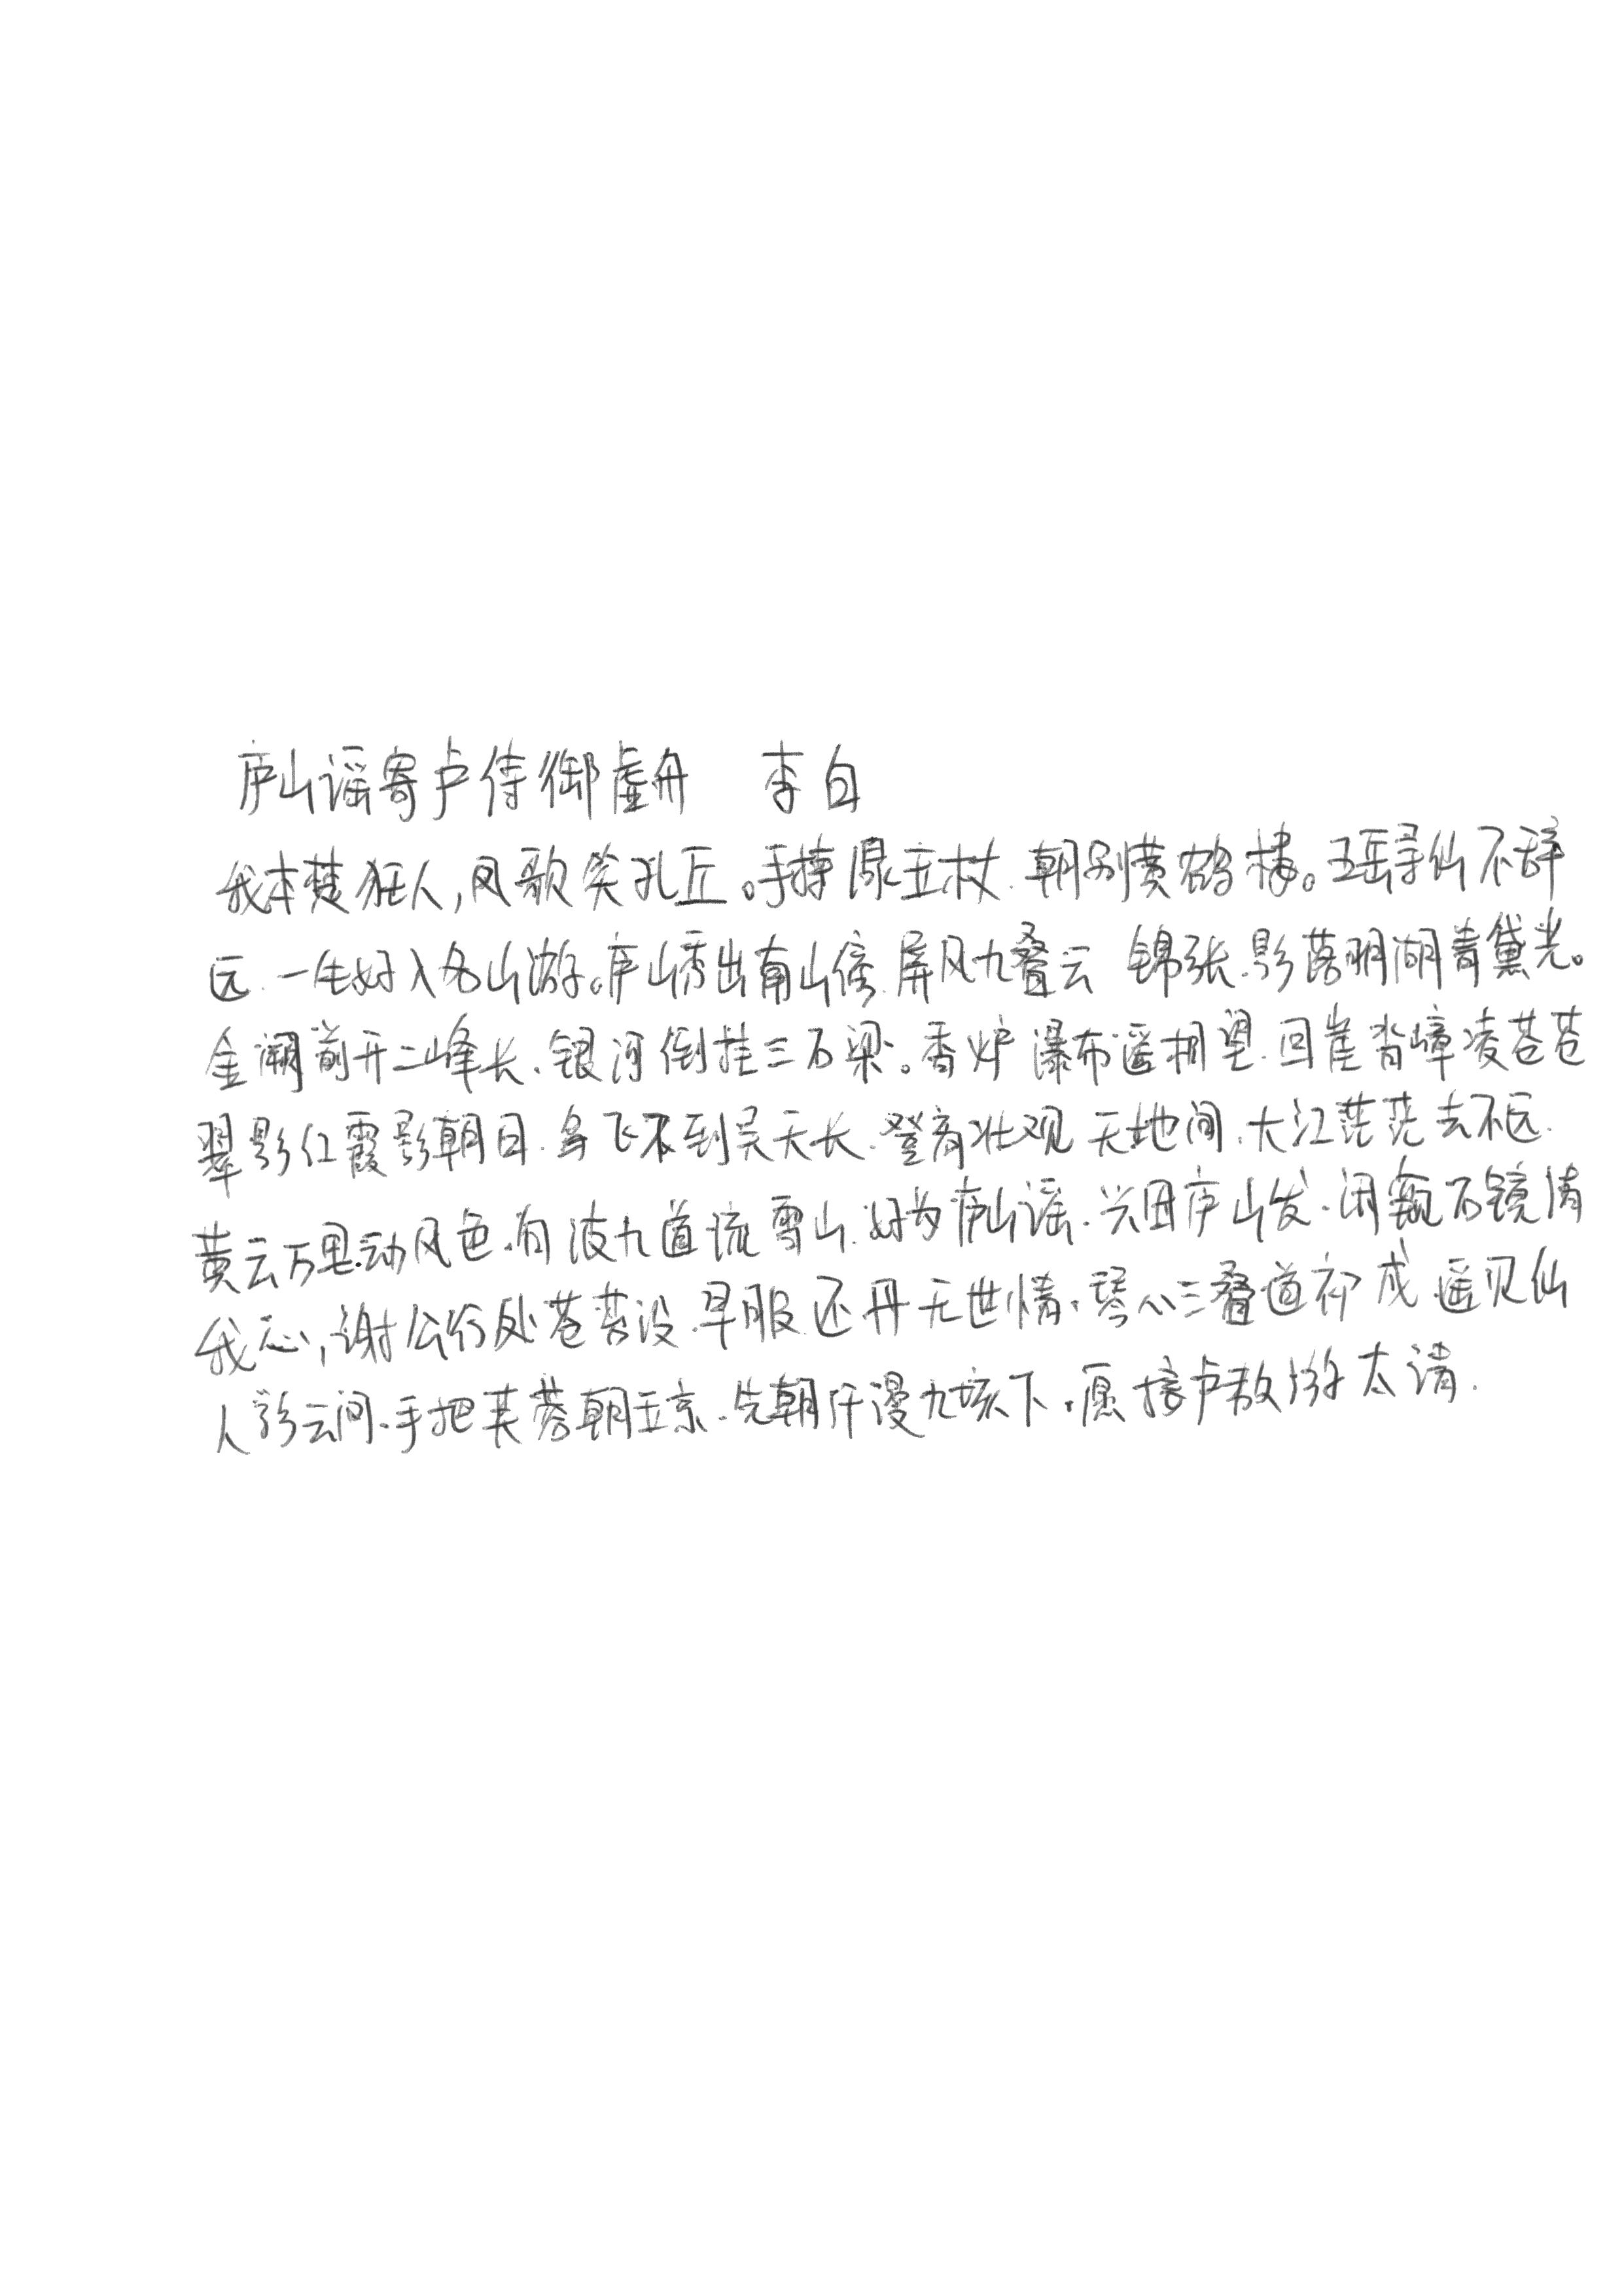 庐山谣寄卢侍御虚舟 李白
我本楚狂人,凤歌笑孔丘。手持绿玉杖.朝别黄鹤楼。五岳寻仙不辞
远.一生好入名山游。庐山秀出南山傍.屏风九叠云 锦张.影落明湖青黛光。
金阙前开二峰长.银河倒挂三石梁。香炉瀑布遥相望.回崖沓嶂凌苍苍
翠影红霞影朝日.鸟飞不到吴天长.登高壮观天地间.大江茫茫去不还.
黄云万里动风色.白波九道流雪山.好为庐山谣.兴因庐山发.闲窥石镜清
我心,谢公行处苍苔没.早服还丹无世情.琴心三叠道初成.遥见仙
人彩云间.手把芙蓉朝玉京.先期汗漫九垓下.愿接卢敖游太清.